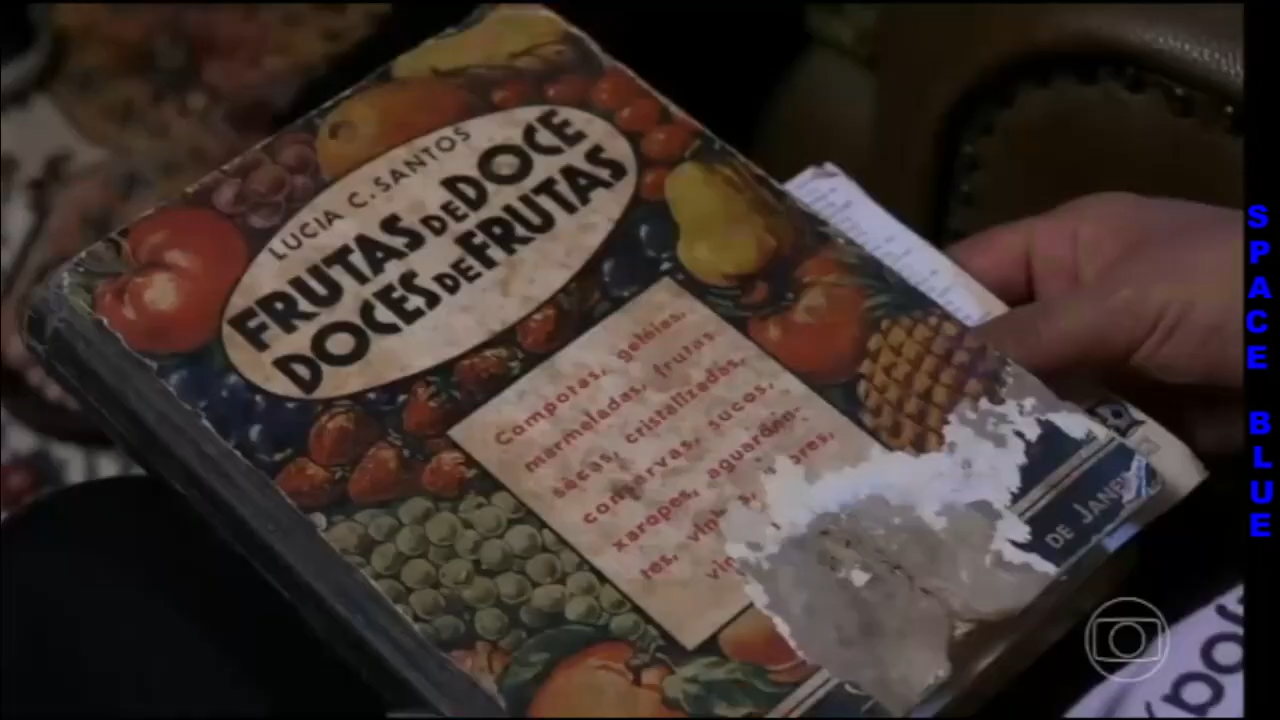 LUCIA C. SANTOS
FRUTAS DE DOCE
DOCES DE FRUTAS
Compotas, geléias,
marmeladas, frutas
sêcas, cristalizadas,
conservas, sucos,
xaropes, aguarden-
tes,
DE JANE
SPACE BLUE